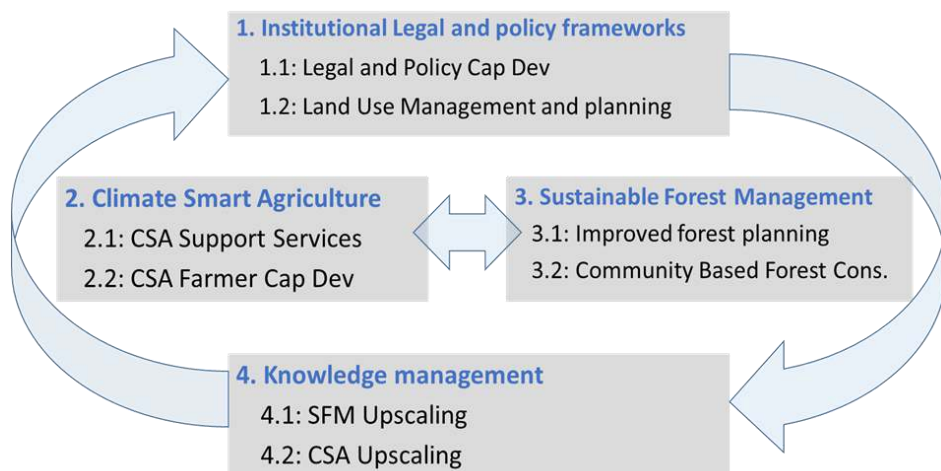 1. Institutional Legal and policy frameworks
1.1: Legal and Policy Cap Dev
1.2: Land Use Management and planning
2. Climate Smart Agriculture
2.1: CSA Support Services
2.2: CSA Farmer Cap Dev
3. Sustainable Forest Management
3.1: Improved forest planning
3.2: Community Based Forest Cons.
4. Knowledge management
4.1: SFM Upscaling
4.2: CSA Upscaling